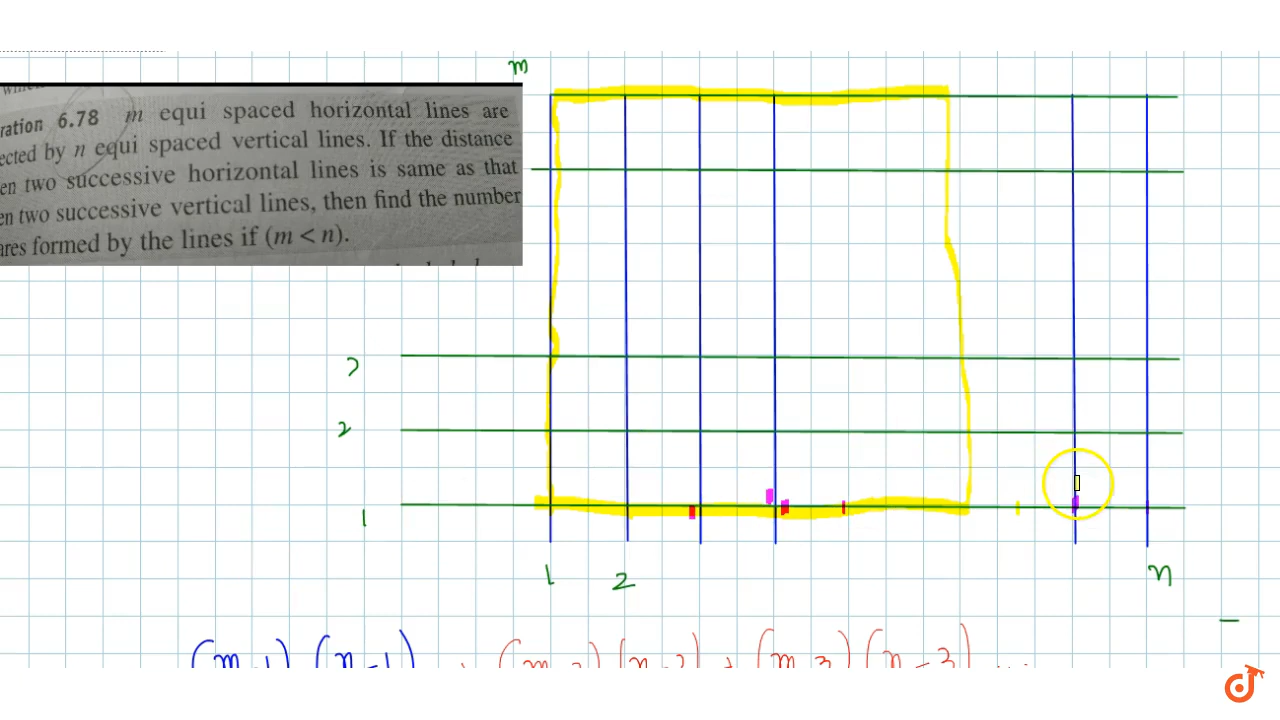 m
ration 6.78 m equi spaced horizontal lines are
ected by n equi spaced vertical lines. If the distance
en two successive horizontal lines is same as that
en two successive vertical lines, then find the number
ares formed by the lines if (m < n).
2
1
1 2 n
(m-1) (n-1) + (m-2)(n-2) + (m-3)(n-3)